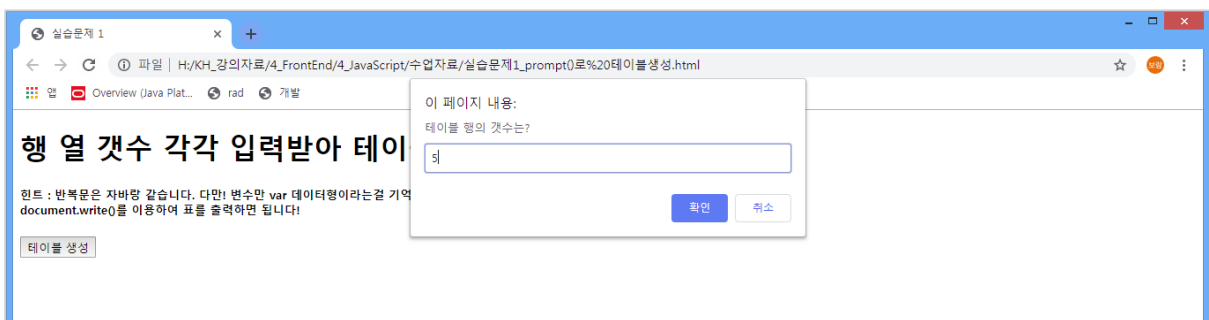 실습문제 1
파일 | H:/KH_강의자료/4_FrontEnd/4_JavaScript/수업자료/실습문제1_prompt()로%20테이블생성.html
보람
앱 Overview (Java Plat... rad 개발
이 페이지 내용:
테이블 행의 갯수는?
5
확인 취소
행 열 갯수 각각 입력받아 테이
힌트 : 반복문은 자바랑 같습니다. 다만! 변수만 var 데이터형이라는걸 기억
document.write()를 이용하여 표를 출력하면 됩니다!
테이블 생성